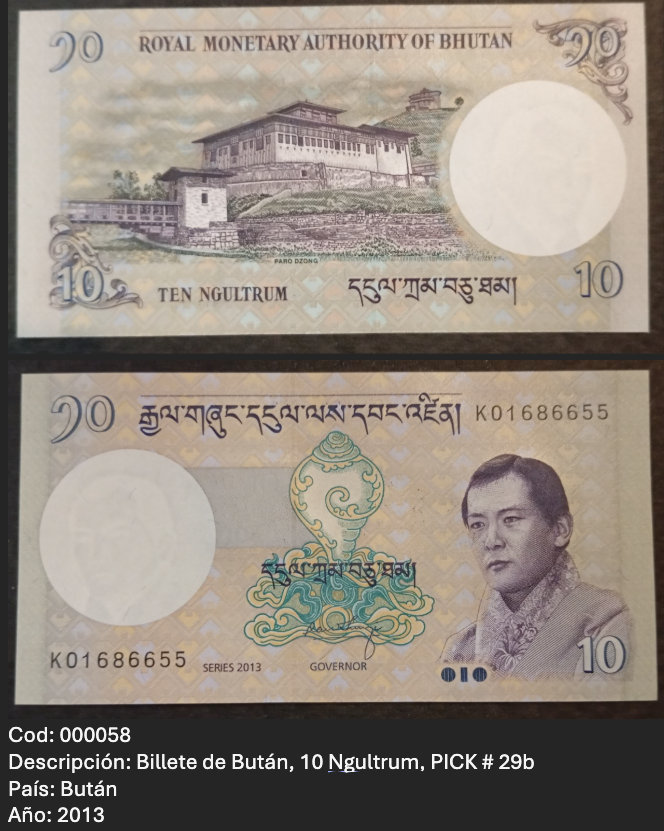 ༡༠ ROYAL MONETARY AUTHORITY OF BHUTAN ༡༠
PARO DZONG
10 TEN NGULTRUM དངུལ་ཀྲམ་བཅུ་ཐམ། 10
༡༠ རྒྱལ་གཞུང་དངུལ་ལས་དབང་འཛིན། K01686655
དངུལ་ཀྲམ་བཅུ་ཐམ།
K01686655 SERIES 2013 GOVERNOR 10
Cod: 000058
Descripción: Billete de Bután, 10 Ngultrum, PICK # 29b
País: Bután
Año: 2013